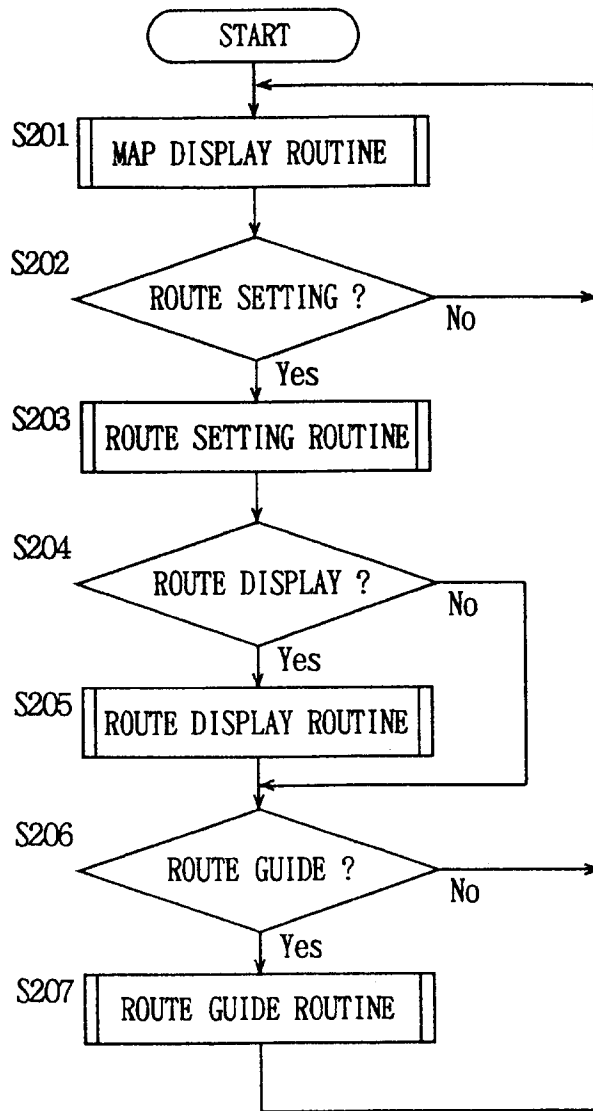 START
S201
MAP DISPLAY ROUTINE
S202
ROUTE SETTING ?
No
Yes
S203
ROUTE SETTING ROUTINE
S204
ROUTE DISPLAY ?
No
Yes
S205
ROUTE DISPLAY ROUTINE
S206
ROUTE GUIDE ?
No
Yes
S207
ROUTE GUIDE ROUTINE